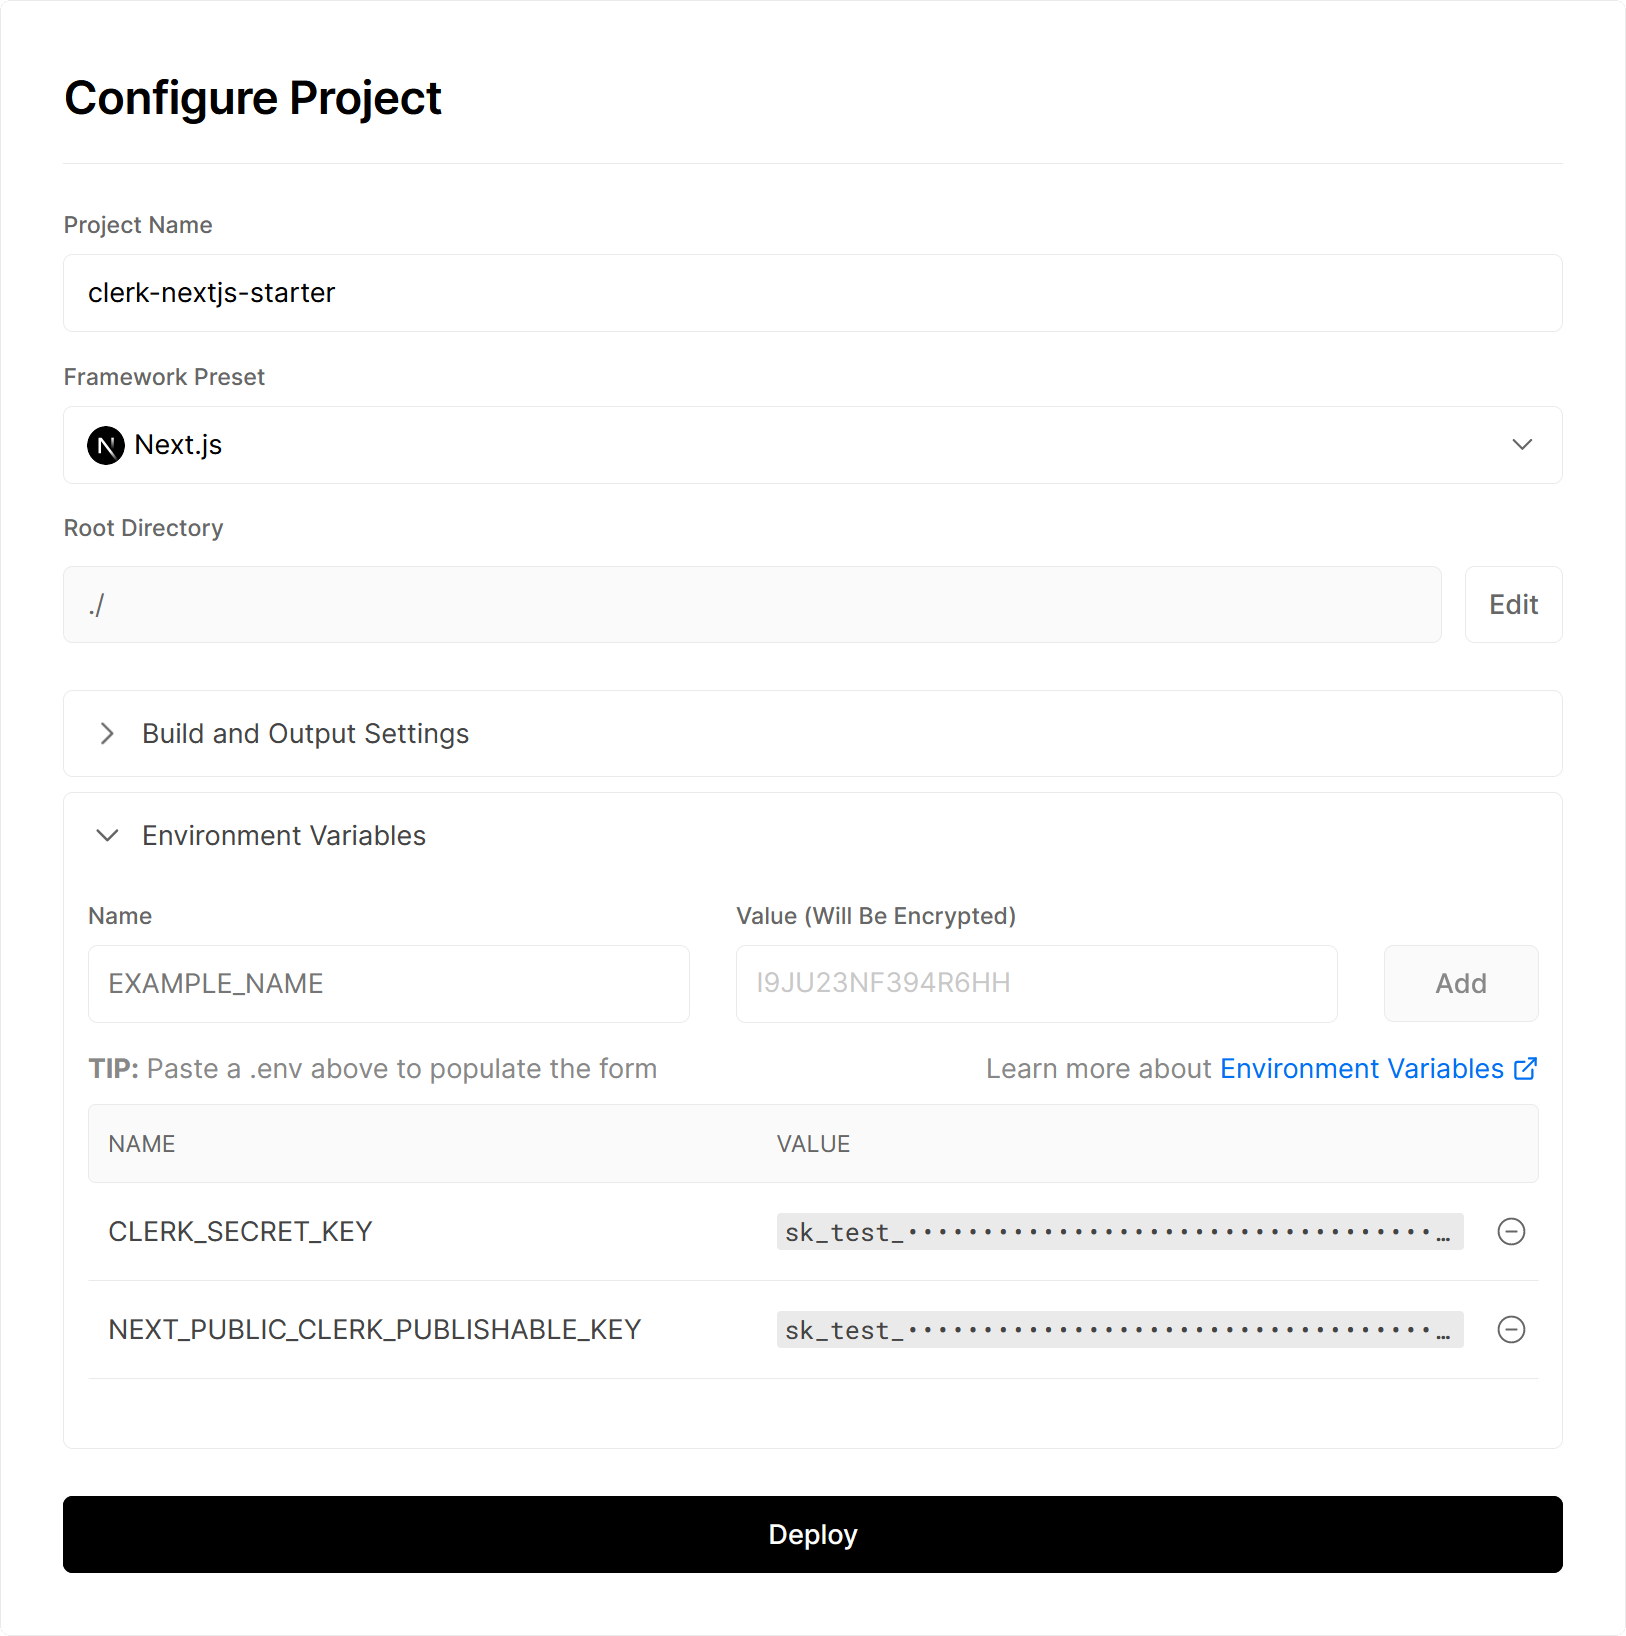 Configure Project
Project Name
clerk-nextjs-starter
Framework Preset
N Next.js
Root Directory
./
Edit
Build and Output Settings
Environment Variables
Name
Value (Will Be Encrypted)
EXAMPLE_NAME
I9JU23NF394R6HH
Add
TIP: Paste a .env above to populate the form
Learn more about Environment Variables
NAME
VALUE
CLERK_SECRET_KEY
sk_test_•••••••••••••••••••••••••••••••••••…
NEXT_PUBLIC_CLERK_PUBLISHABLE_KEY
sk_test_•••••••••••••••••••••••••••••••••••…
Deploy